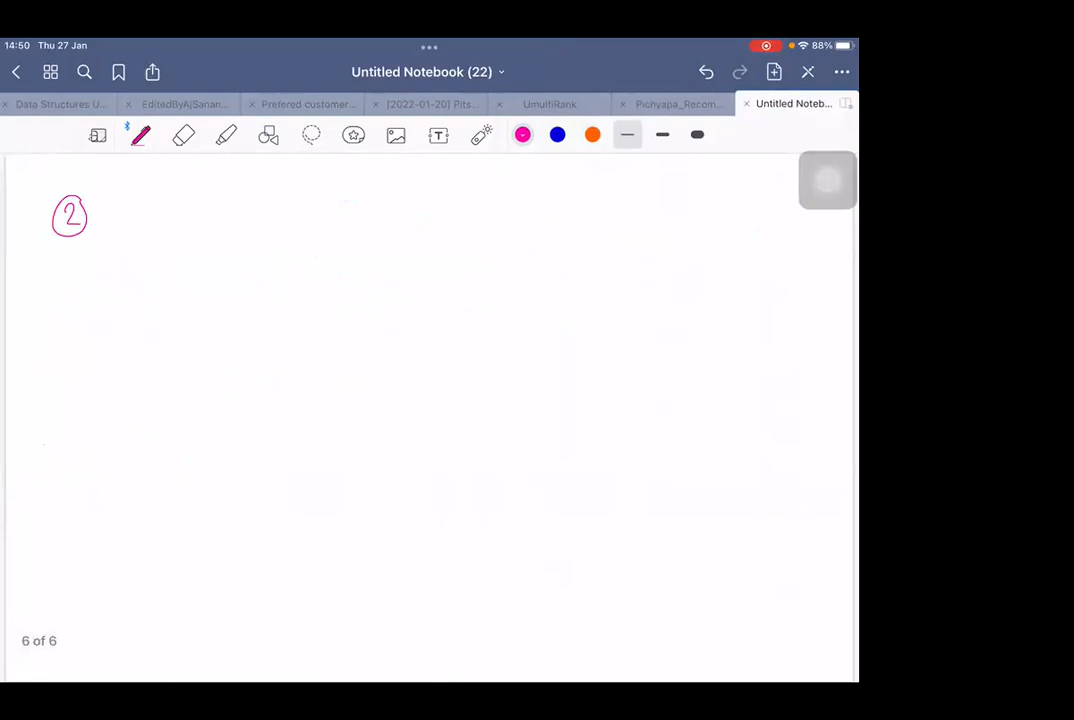 14:50 Thu 27 Jan
88%
Untitled Notebook (22)
Data Structures U...
EditedByAjSanan...
Prefered customer...
[2022-01-20] Pits...
UmulfiRank
Pichyapa_Recom...
Untitled Noteb...
T
2
6 of 6